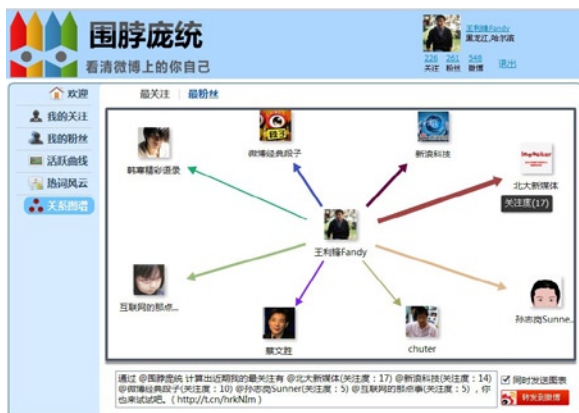 围脖庞统
看清微博上的你自己
王利锋Fandy
黑龙江,哈尔滨
226 261 548
关注 粉丝 微博 退出
欢迎
我的关注
我的粉丝
活跃曲线
热词风云
关系图谱
最关注 | 最粉丝
韩寒精彩语录
微博经典段子
新浪科技
北大新媒体
关注度(17)
王利锋Fandy
互联网的那点...
蔡文胜
chuter
孙志岗Sunne...
通过 @围脖庞统 计算出近期我的最关注有 @北大新媒体(关注度：17) @新浪科技(关注度：14)
@微博经典段子(关注度：10) @孙志岗Sunner(关注度：5) @互联网的那点事(关注度：5) ，你
也来试试吧。( http://t.cn/hrkNIm )
同时发送图表
转发到微博